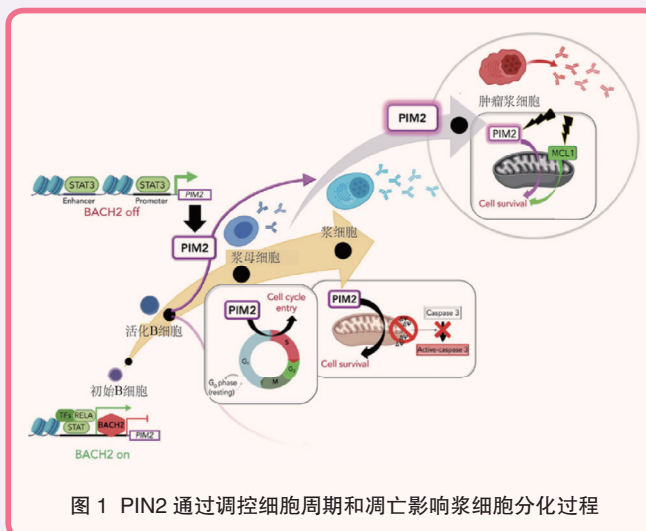 肿瘤浆细胞
PIM2
PIM2
MCL1
Cell survival
STAT3
STAT3
PIM2
Enhancer
Promoter
BACH2 off
PIM2
浆母细胞
浆细胞
活化B细胞
初始B细胞
PIM2
Cell cycle
entry
G₁
S
G₂
M
G₀ phase
(resting)
PIM2
Caspase 3
Active-caspase 3
Cell survival
TFs
RELA
STAT
BACH2
PIM2
BACH2 on
图 1 PIN2 通过调控细胞周期和凋亡影响浆细胞分化过程